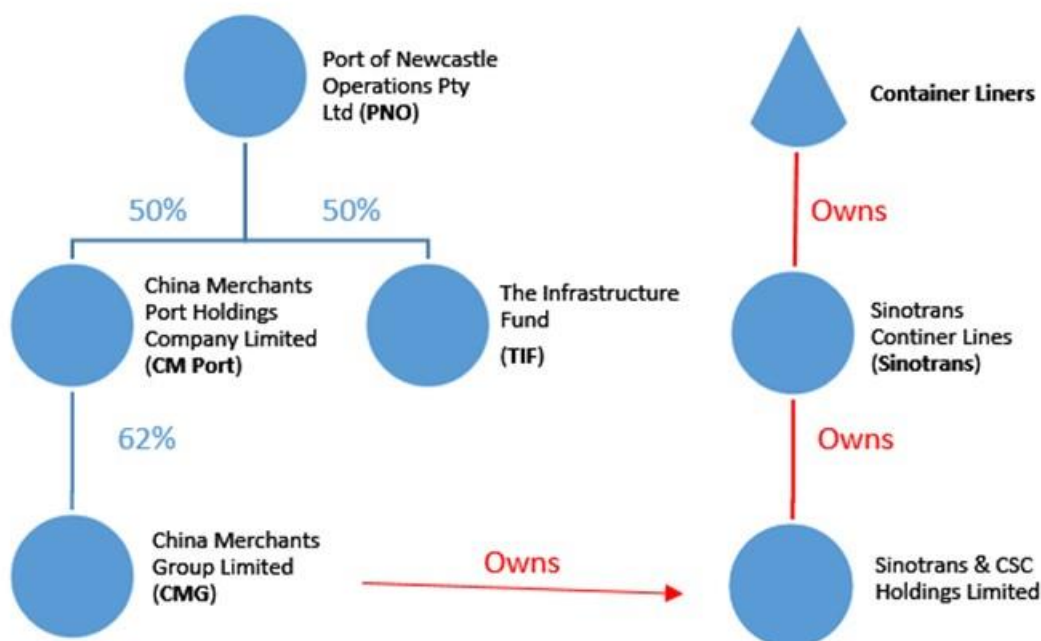 Port of Newcastle
Operations Pty
Ltd (PNO)
Container Liners
50%
50%
Owns
China Merchants
Port Holdings
Company Limited
(CM Port)
The Infrastructure
Fund
(TIF)
Sinotrans
Continer Lines
(Sinotrans)
62%
Owns
China Merchants
Group Limited
(CMG)
Owns
Sinotrans & CSC
Holdings Limited